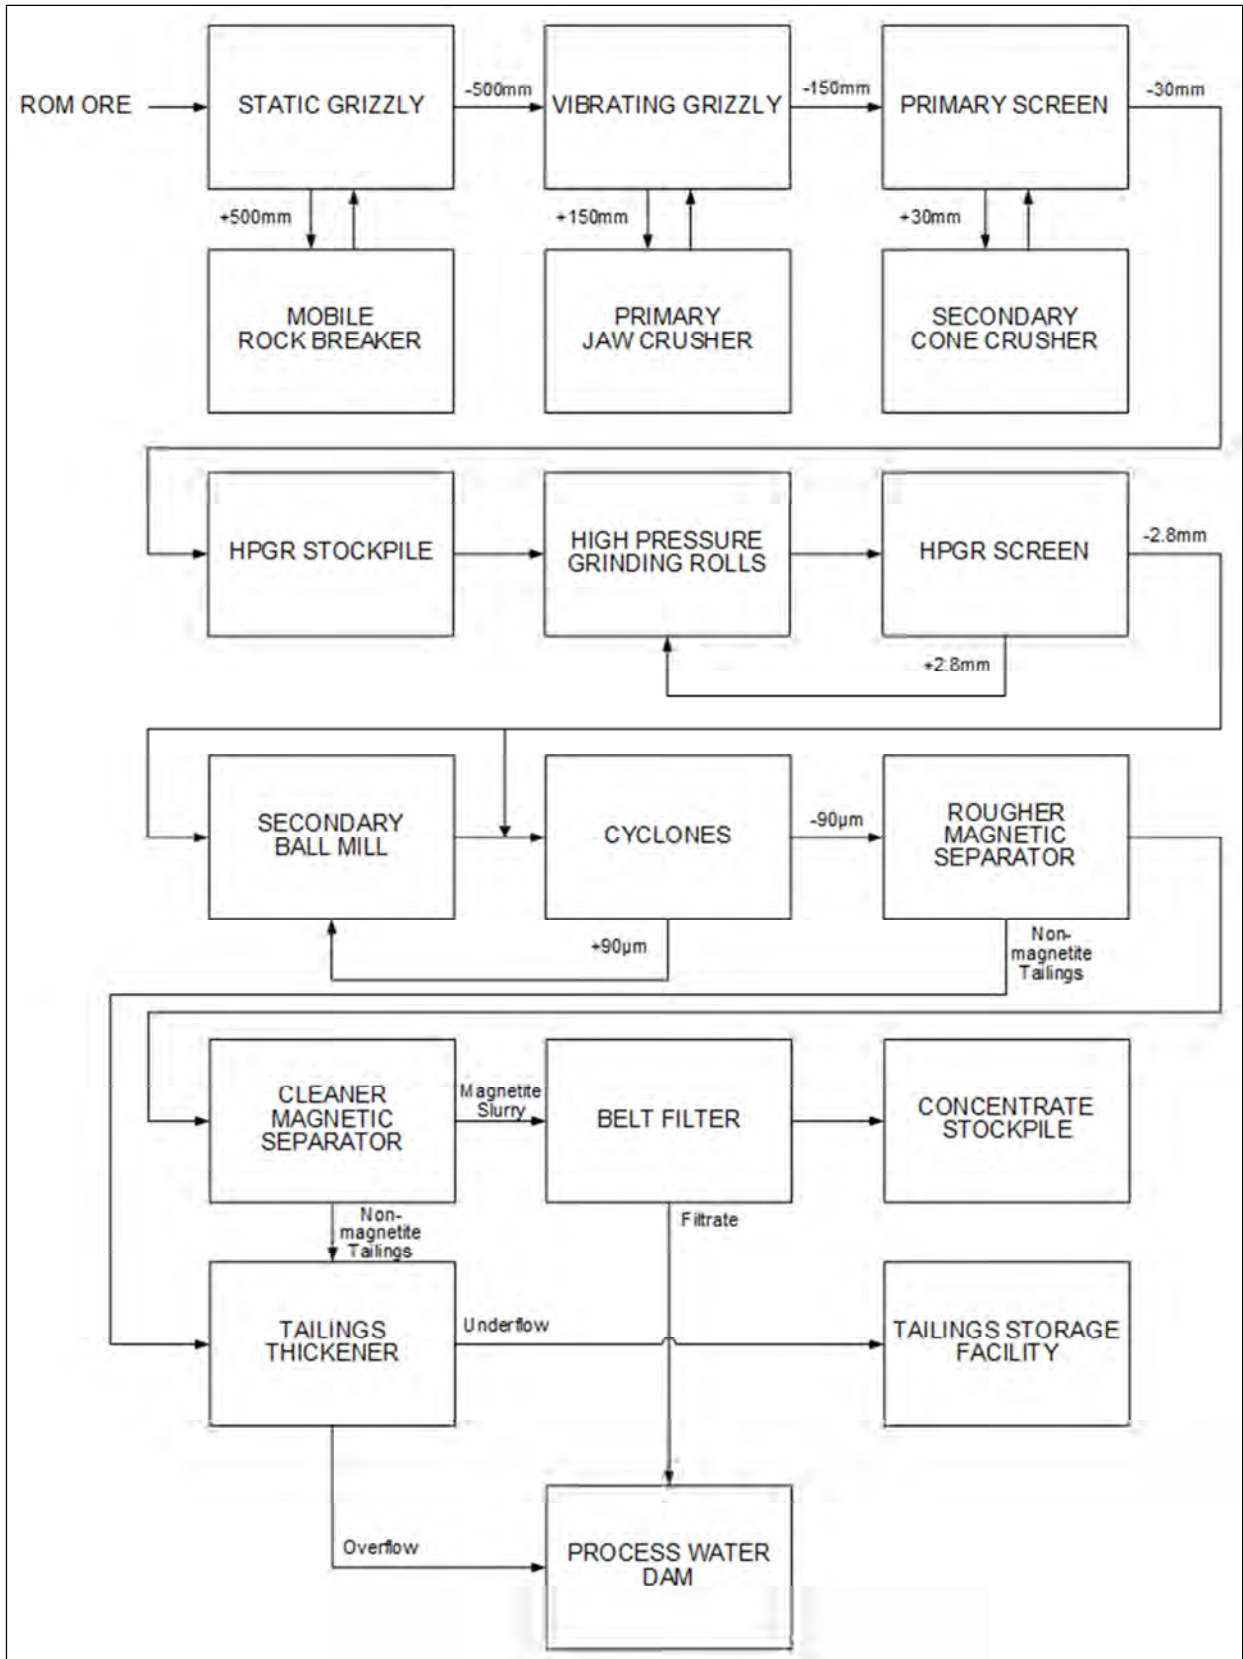 ROM ORE
STATIC GRIZZLY
-500mm
VIBRATING GRIZZLY
-150mm
PRIMARY SCREEN
-30mm
+500mm
+150mm
+30mm
MOBILE
ROCK BREAKER
PRIMARY
JAW CRUSHER
SECONDARY
CONE CRUSHER
HPGR STOCKPILE
HIGH PRESSURE
GRINDING ROLLS
HPGR SCREEN
-2.8mm
+2.8mm
SECONDARY
BALL MILL
CYCLONES
-90µm
ROUGHER
MAGNETIC
SEPARATOR
+90µm
Non-
magnetite
Tailings
CLEANER
MAGNETIC
SEPARATOR
Magnetite
Slurry
BELT FILTER
CONCENTRATE
STOCKPILE
Non-
magnetite
Tailings
Filtrate
TAILINGS
THICKENER
Underflow
TAILINGS STORAGE
FACILITY
Overflow
PROCESS WATER
DAM